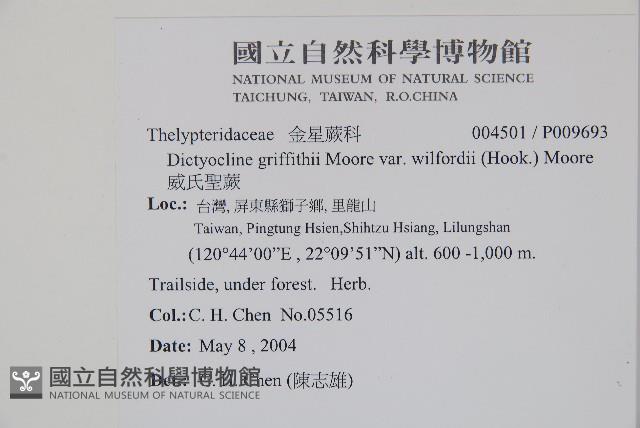 國立自然科學博物館
NATIONAL MUSEUM OF NATURAL SCIENCE
TAICHUNG, TAIWAN, R.O.CHINA
Thelypteridaceae 金星蕨科 004501 / P009693
Dictyocline griffithii Moore var. wilfordii (Hook.) Moore
威氏聖蕨
Loc.: 台灣, 屏東縣獅子鄉, 里龍山
Taiwan, Pingtung Hsien,Shihtzu Hsiang, Lilungshan
(120°44’00”E , 22°09’51”N) alt. 600 -1,000 m.
Trailside, under forest. Herb.
Col.:C. H. Chen No.05516
Date: May 8 , 2004
(陳志雄)
國立自然科學博物館
NATIONAL MUSEUM OF NATURAL SCIENCE